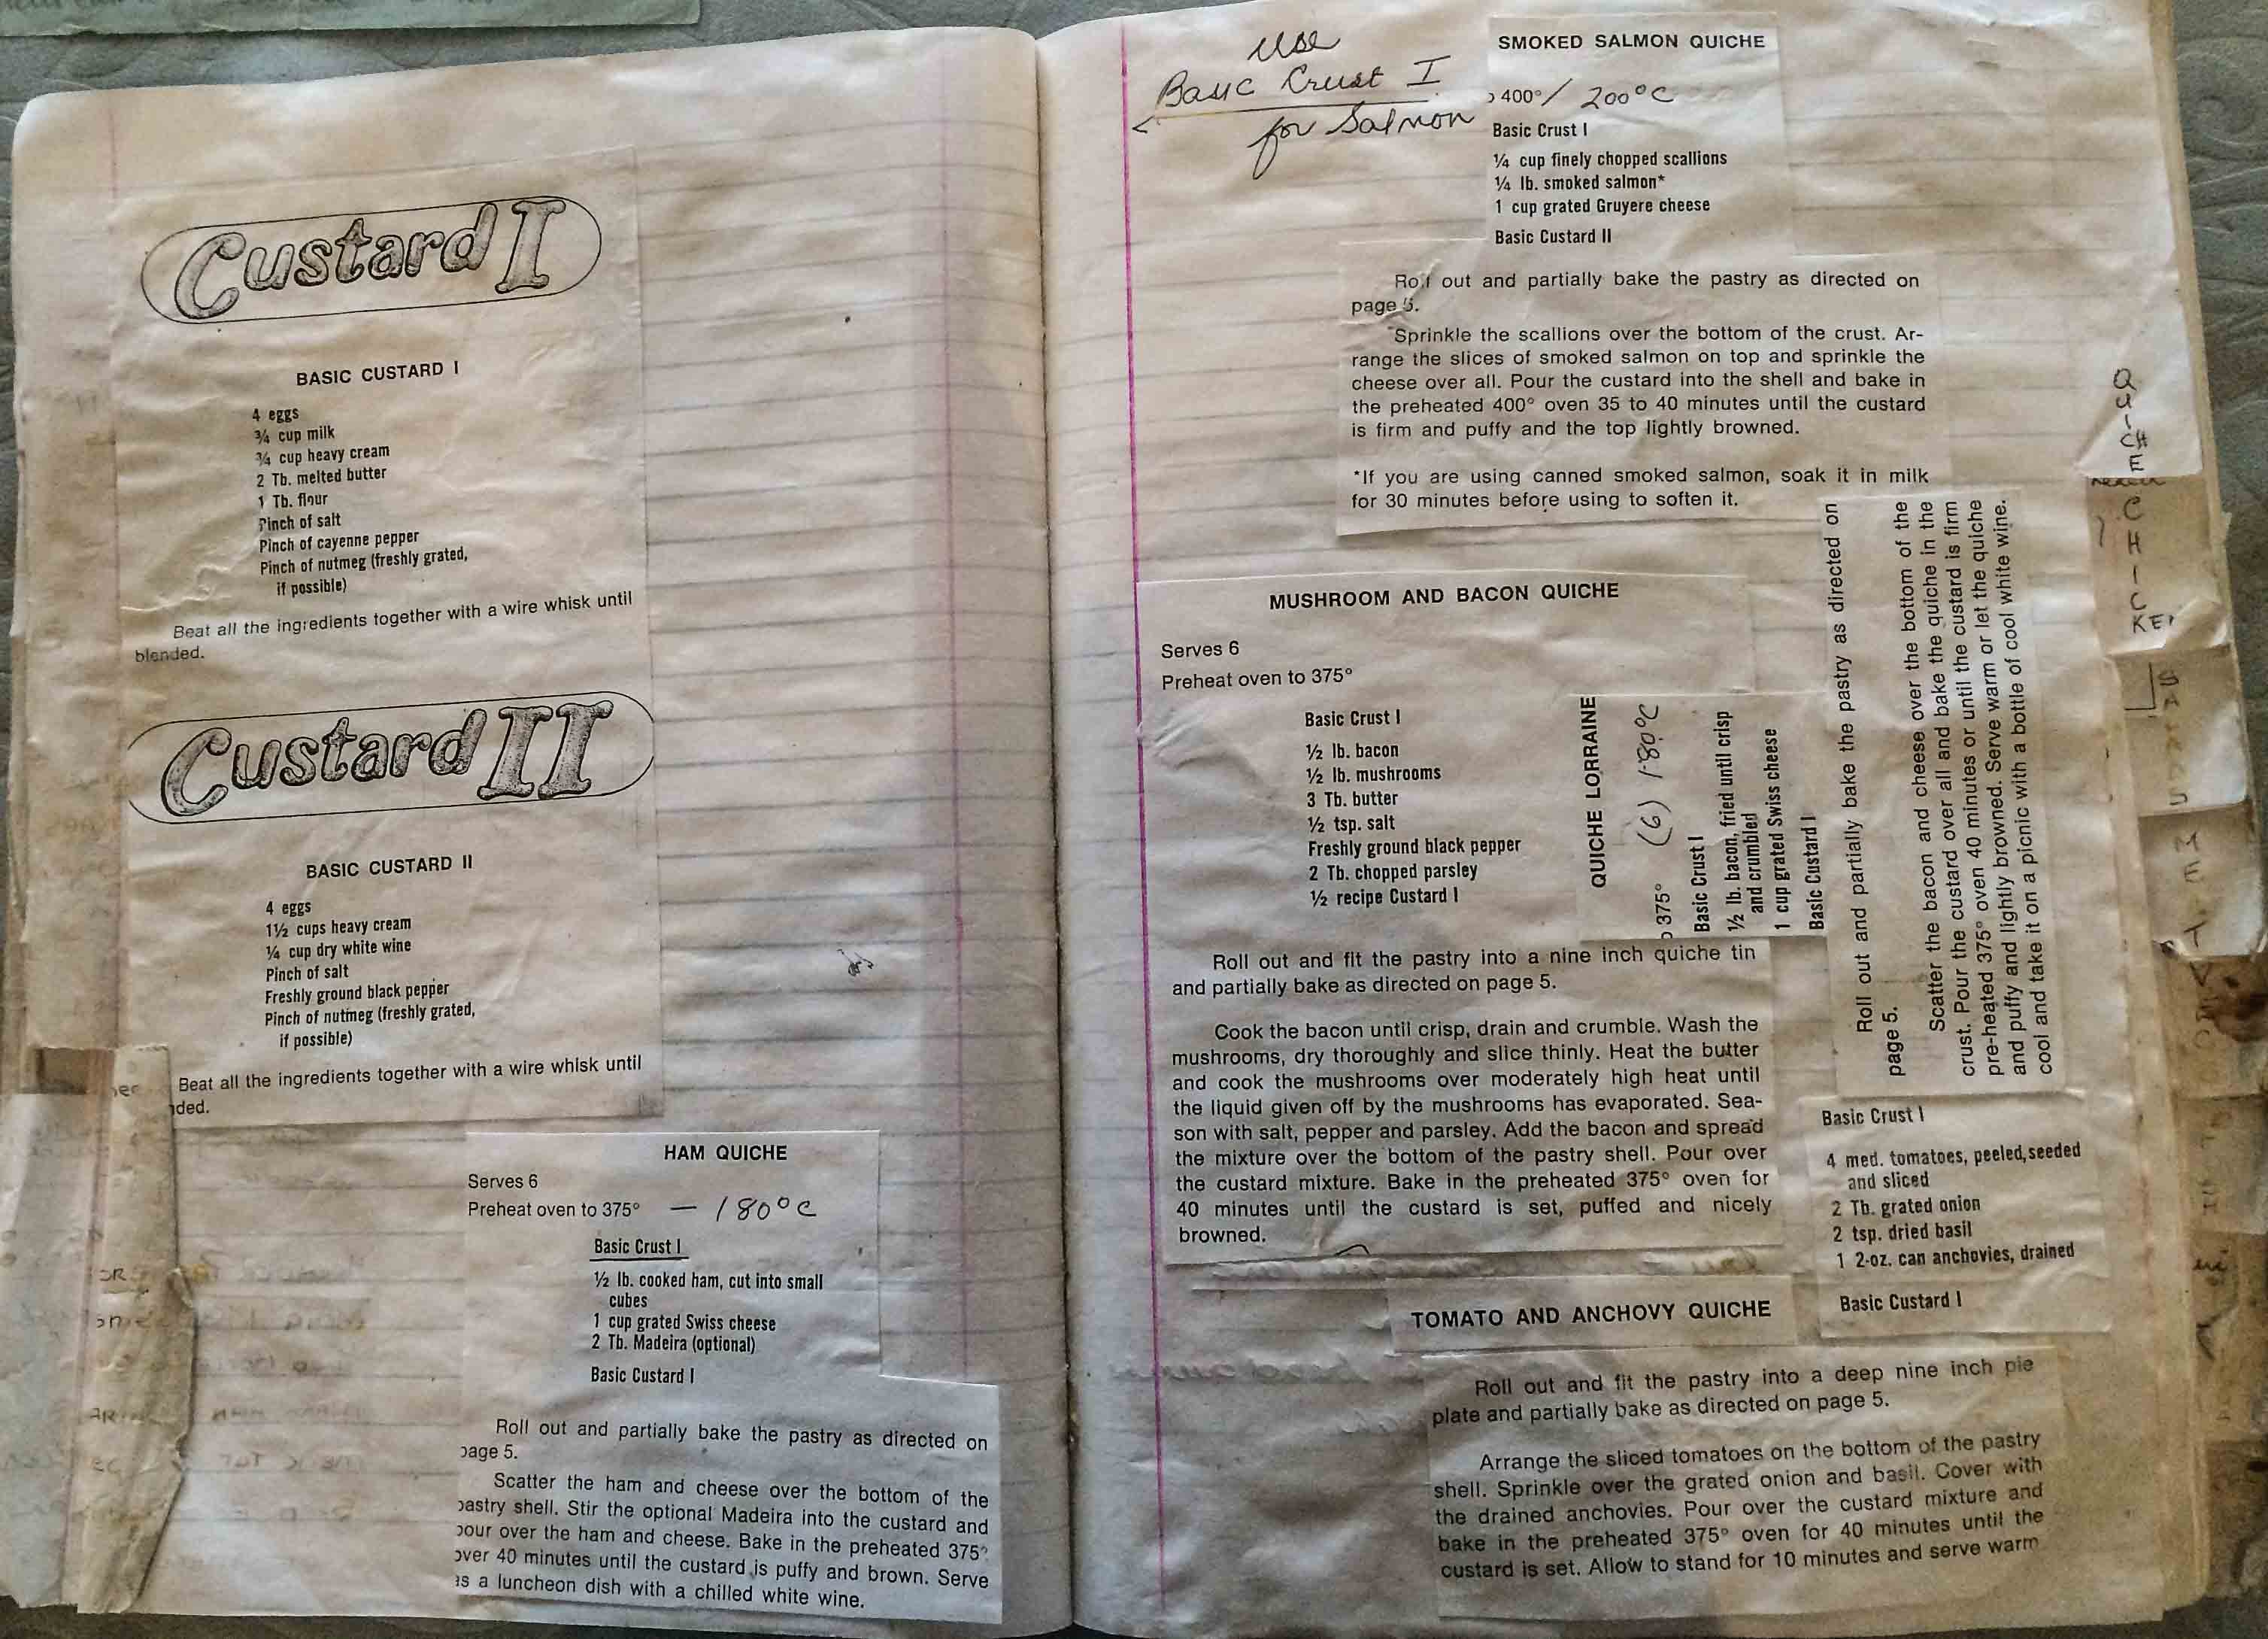 Custard I
BASIC CUSTARD I
4 eggs
¾ cup milk
¾ cup heavy cream
2 Tb. melted butter
1 Tb. flour
Pinch of salt
Pinch of cayenne pepper
Pinch of nutmeg (freshly grated,
if possible)
Beat all the ingredients together with a wire whisk until
blended.
Custard II
BASIC CUSTARD II
4 eggs
1½ cups heavy cream
¼ cup dry white wine
Pinch of salt
Freshly ground black pepper
Pinch of nutmeg (freshly grated,
if possible)
Beat all the ingredients together with a wire whisk until
nded.
HAM QUICHE
Serves 6
Preheat oven to 375° — 180°C
Basic Crust I
½ lb. cooked ham, cut into small
cubes
1 cup grated Swiss cheese
2 Tb. Madeira (optional)
Basic Custard I
Roll out and partially bake the pastry as directed on
page 5.
Scatter the ham and cheese over the bottom of the
pastry shell. Stir the optional Madeira into the custard and
pour over the ham and cheese. Bake in the preheated 375°
over 40 minutes until the custard is puffy and brown. Serve
as a luncheon dish with a chilled white wine.
Use
Basic Crust I
for Salmon
SMOKED SALMON QUICHE
400°/ 200°C
Basic Crust I
¼ cup finely chopped scallions
¼ lb. smoked salmon*
1 cup grated Gruyere cheese
Basic Custard II
Roll out and partially bake the pastry as directed on
page 5.
Sprinkle the scallions over the bottom of the crust. Ar-
range the slices of smoked salmon on top and sprinkle the
cheese over all. Pour the custard into the shell and bake in
the preheated 400° oven 35 to 40 minutes until the custard
is firm and puffy and the top lightly browned.
*If you are using canned smoked salmon, soak it in milk
for 30 minutes before using to soften it.
MUSHROOM AND BACON QUICHE
Serves 6
Preheat oven to 375°
Basic Crust I
½ lb. bacon
½ lb. mushrooms
3 Tb. butter
½ tsp. salt
Freshly ground black pepper
2 Tb. chopped parsley
½ recipe Custard I
Roll out and fit the pastry into a nine inch quiche tin
and partially bake as directed on page 5.
Cook the bacon until crisp, drain and crumble. Wash the
mushrooms, dry thoroughly and slice thinly. Heat the butter
and cook the mushrooms over moderately high heat until
the liquid given off by the mushrooms has evaporated. Sea-
son with salt, pepper and parsley. Add the bacon and spread
the mixture over the bottom of the pastry shell. Pour over
the custard mixture. Bake in the preheated 375° oven for
40 minutes until the custard is set, puffed and nicely
browned.
QUICHE LORRAINE
375° (6) 180°C
Basic Crust I
½ lb. bacon, fried until crisp
and crumbled
1 cup grated Swiss cheese
Basic Custard I
Roll out and partially bake the pastry as directed on
page 5.
Scatter the bacon and cheese over the bottom of the
crust. Pour the custard over all and bake the quiche in the
pre-heated 375° oven 40 minutes or until the custard is firm
and puffy and lightly browned. Serve warm or let the quiche
cool and take it on a picnic with a bottle of cool white wine.
TOMATO AND ANCHOVY QUICHE
Basic Crust I
4 med. tomatoes, peeled,seeded
and sliced
2 Tb. grated onion
2 tsp. dried basil
1 2-oz. can anchovies, drained
Basic Custard I
Roll out and fit the pastry into a deep nine inch pie
plate and partially bake as directed on page 5.
Arrange the sliced tomatoes on the bottom of the pastry
shell. Sprinkle over the grated onion and basil. Cover with
the drained anchovies. Pour over the custard mixture and
bake in the preheated 375° oven for 40 minutes until the
custard is set. Allow to stand for 10 minutes and serve warm
QUICHE
CHICKEN